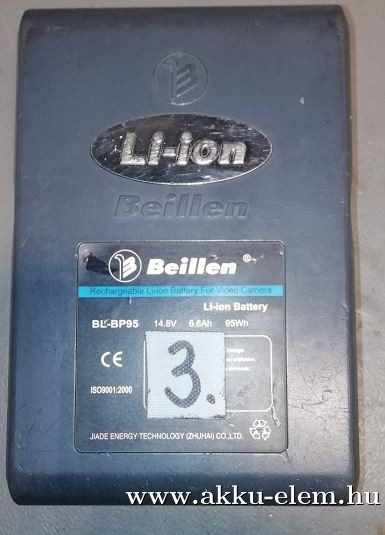 Li-ion
Beillen
Beillen ®
Rechargeable Li-ion Battery For Video Camera
Li-ion Battery
BL-BP95 14.8V 6.6Ah 95Wh
CE
3.
ISO9001:2000
JIADE ENERGY TECHNOLOGY (ZHUHAI) CO.,LTD.
www.akku-elem.hu